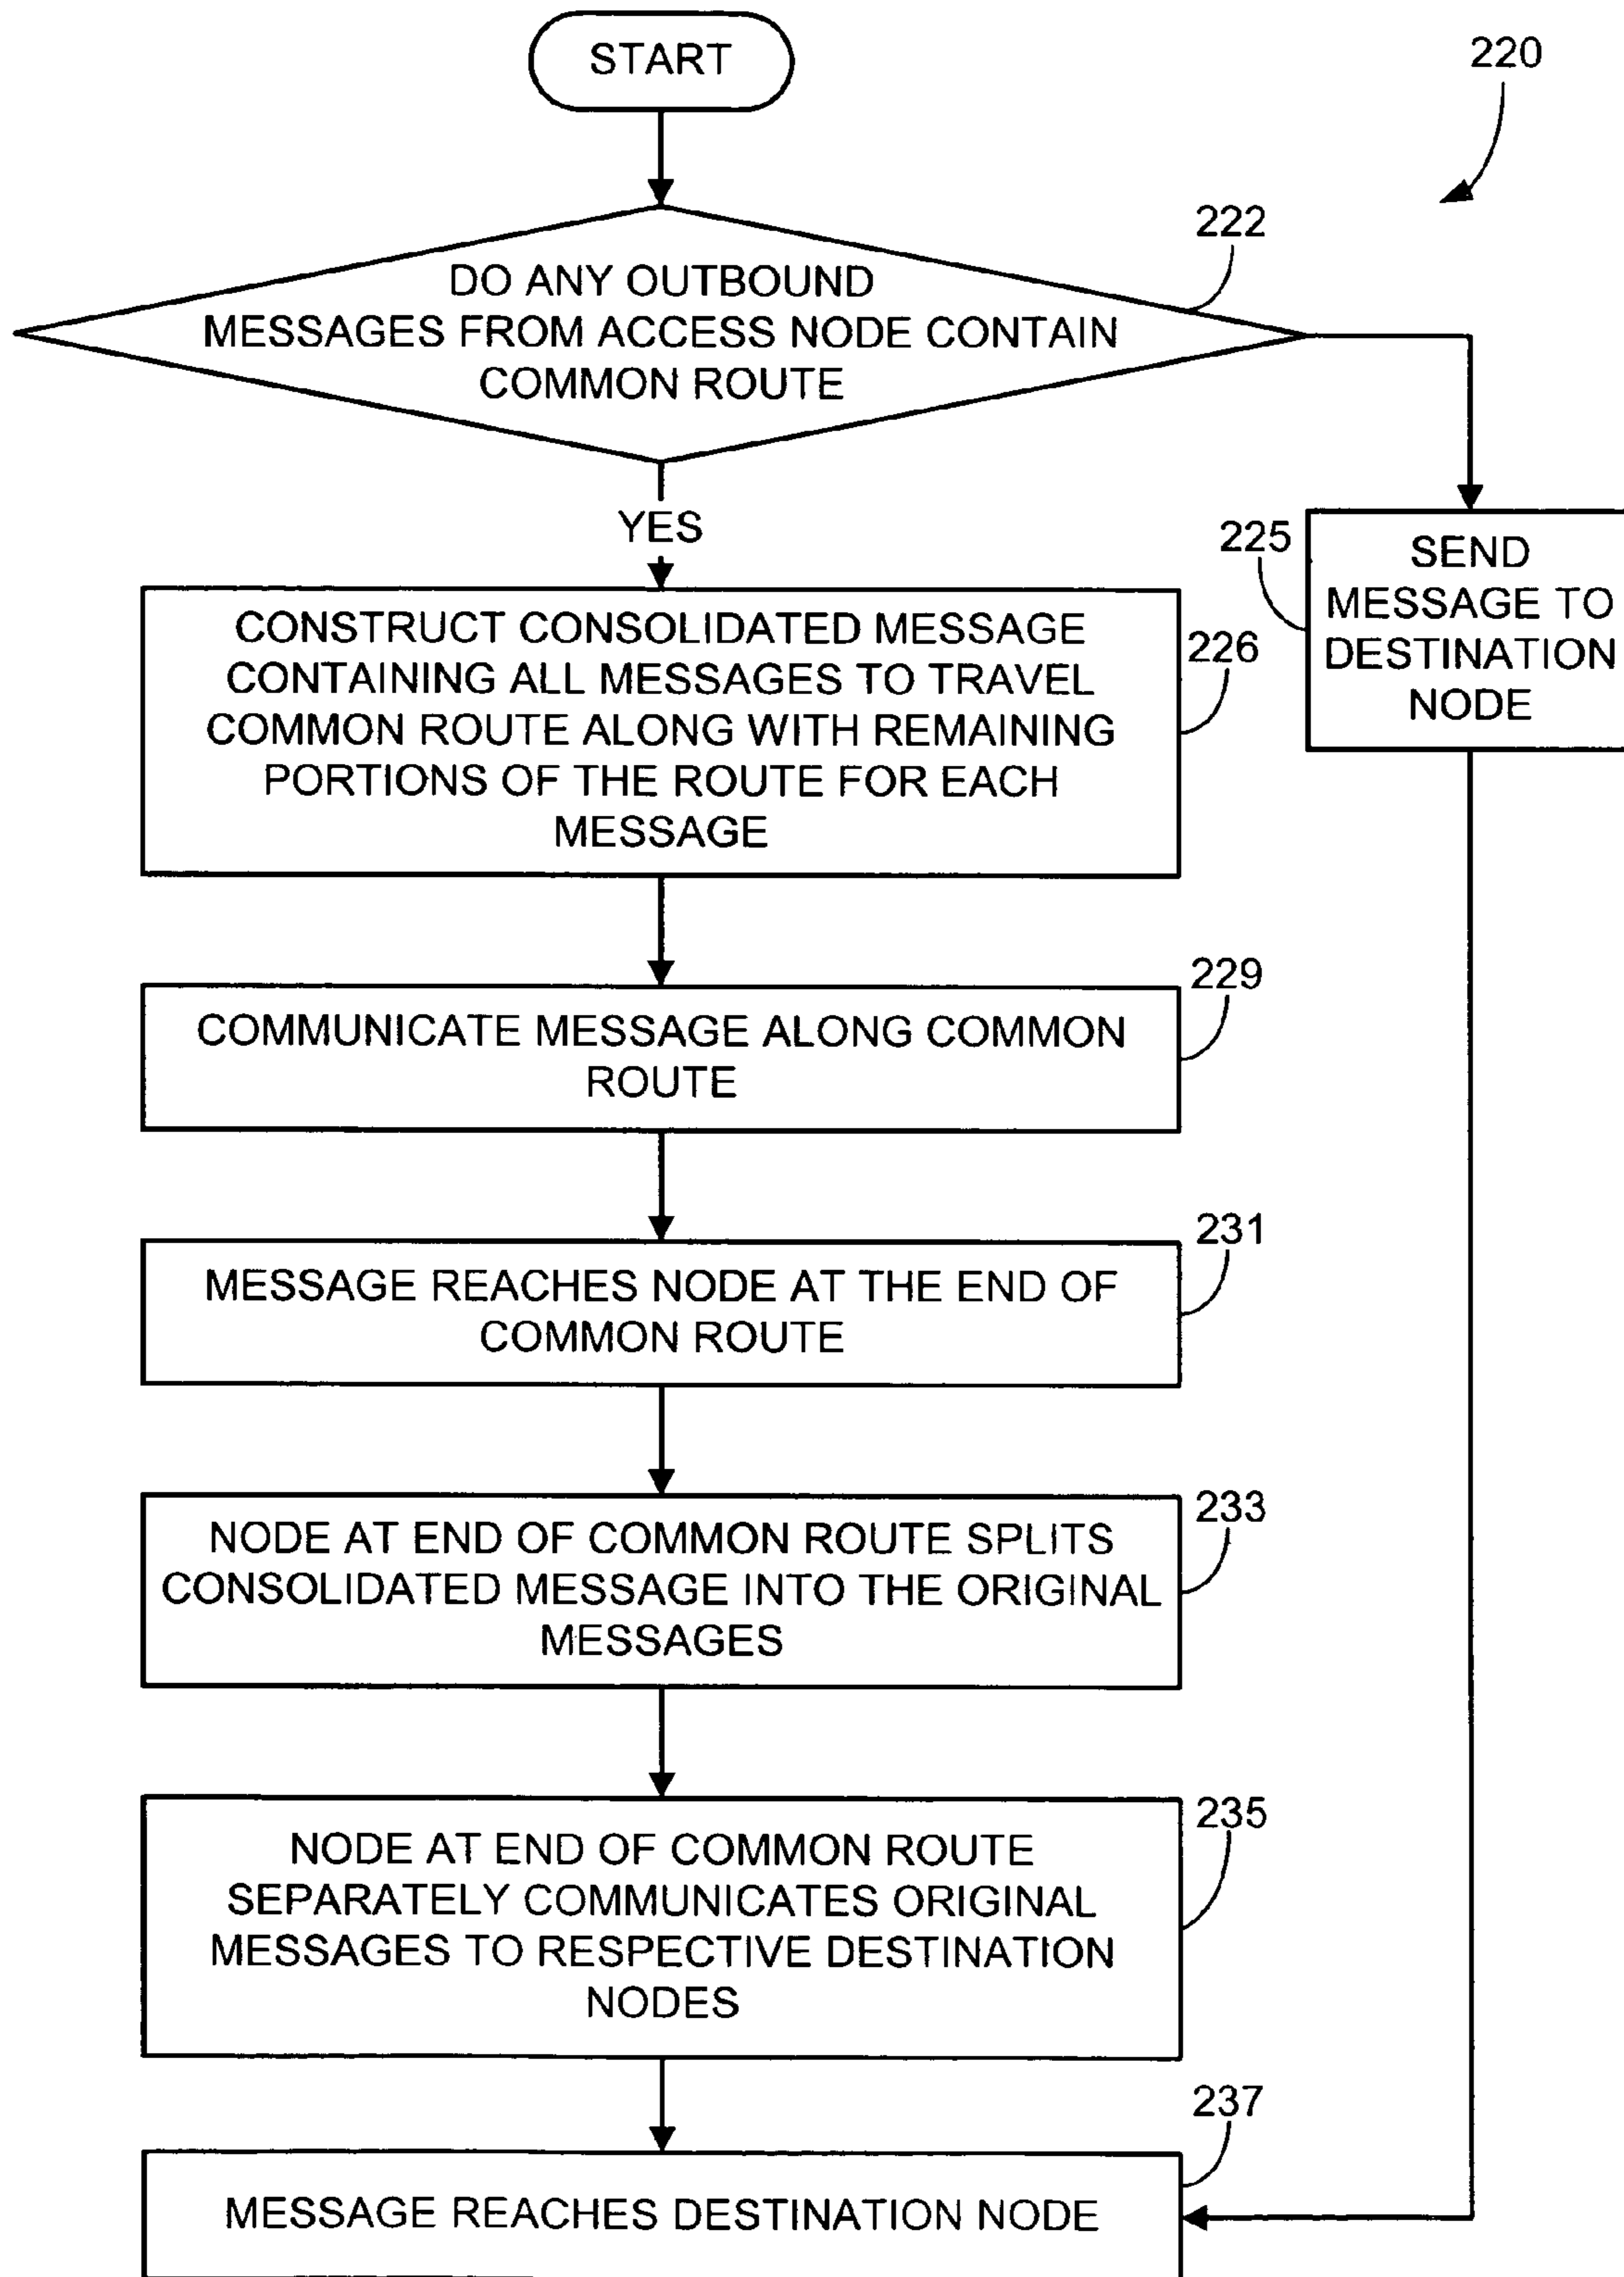 START
220
222
DO ANY OUTBOUND
MESSAGES FROM ACCESS NODE CONTAIN
COMMON ROUTE
YES
225
SEND
MESSAGE TO
DESTINATION
NODE
CONSTRUCT CONSOLIDATED MESSAGE
CONTAINING ALL MESSAGES TO TRAVEL
COMMON ROUTE ALONG WITH REMAINING
PORTIONS OF THE ROUTE FOR EACH
MESSAGE
226
229
COMMUNICATE MESSAGE ALONG COMMON
ROUTE
231
MESSAGE REACHES NODE AT THE END OF
COMMON ROUTE
233
NODE AT END OF COMMON ROUTE SPLITS
CONSOLIDATED MESSAGE INTO THE ORIGINAL
MESSAGES
235
NODE AT END OF COMMON ROUTE
SEPARATELY COMMUNICATES ORIGINAL
MESSAGES TO RESPECTIVE DESTINATION
NODES
237
MESSAGE REACHES DESTINATION NODE